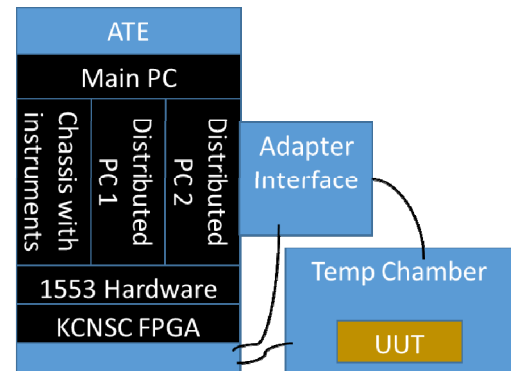 ATE
Main PC
Chassis with
instruments
Distributed
PC 1
Distributed
PC 2
Adapter
Interface
1553 Hardware
KCNSC FPGA
Temp Chamber
UUT